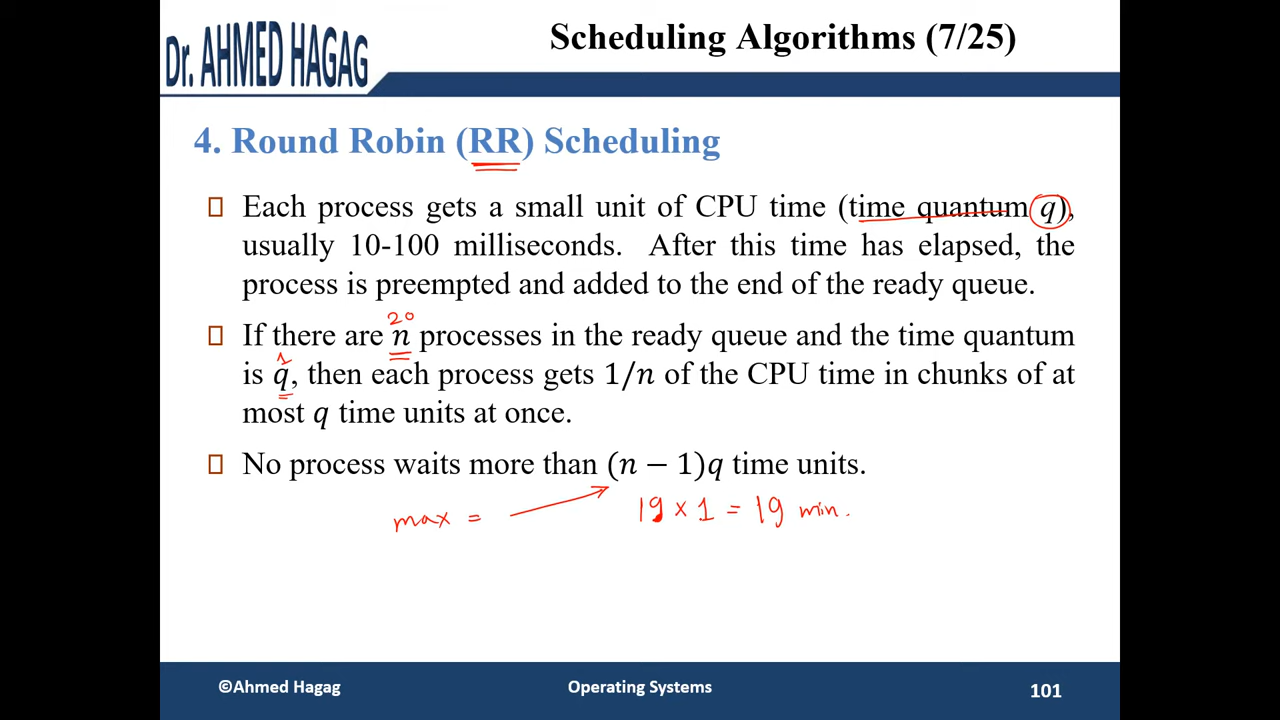 Dr. AHMED HAGAG
Scheduling Algorithms (7/25)
4. Round Robin (RR) Scheduling
Each process gets a small unit of CPU time (time quantum q),
usually 10-100 milliseconds. After this time has elapsed, the
process is preempted and added to the end of the ready queue.
20
If there are n processes in the ready queue and the time quantum
1
is q, then each process gets 1/n of the CPU time in chunks of at
most q time units at once.
No process waits more than (n − 1)q time units.
max = 19 × 1 = 19 min.
©Ahmed Hagag Operating Systems 101